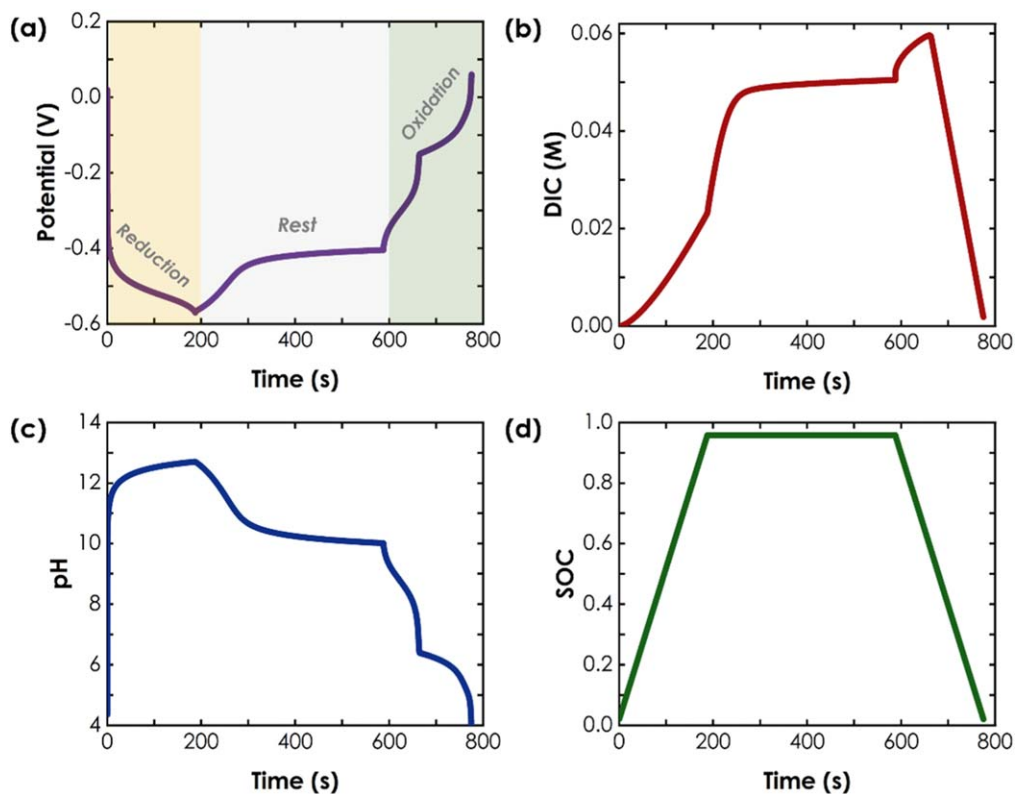 (a)
0.2
0.0
-0.2
-0.4
-0.6
Potential (V)
Reduction
Rest
Oxidation
0
200
400
600
800
Time (s)
(b)
0.06
0.04
0.02
0.00
DIC (M)
0
200
400
600
800
Time (s)
(c)
14
12
10
8
6
4
pH
0
200
400
600
800
Time (s)
(d)
1.0
0.8
0.6
0.4
0.2
0.0
SOC
0
200
400
600
800
Time (s)